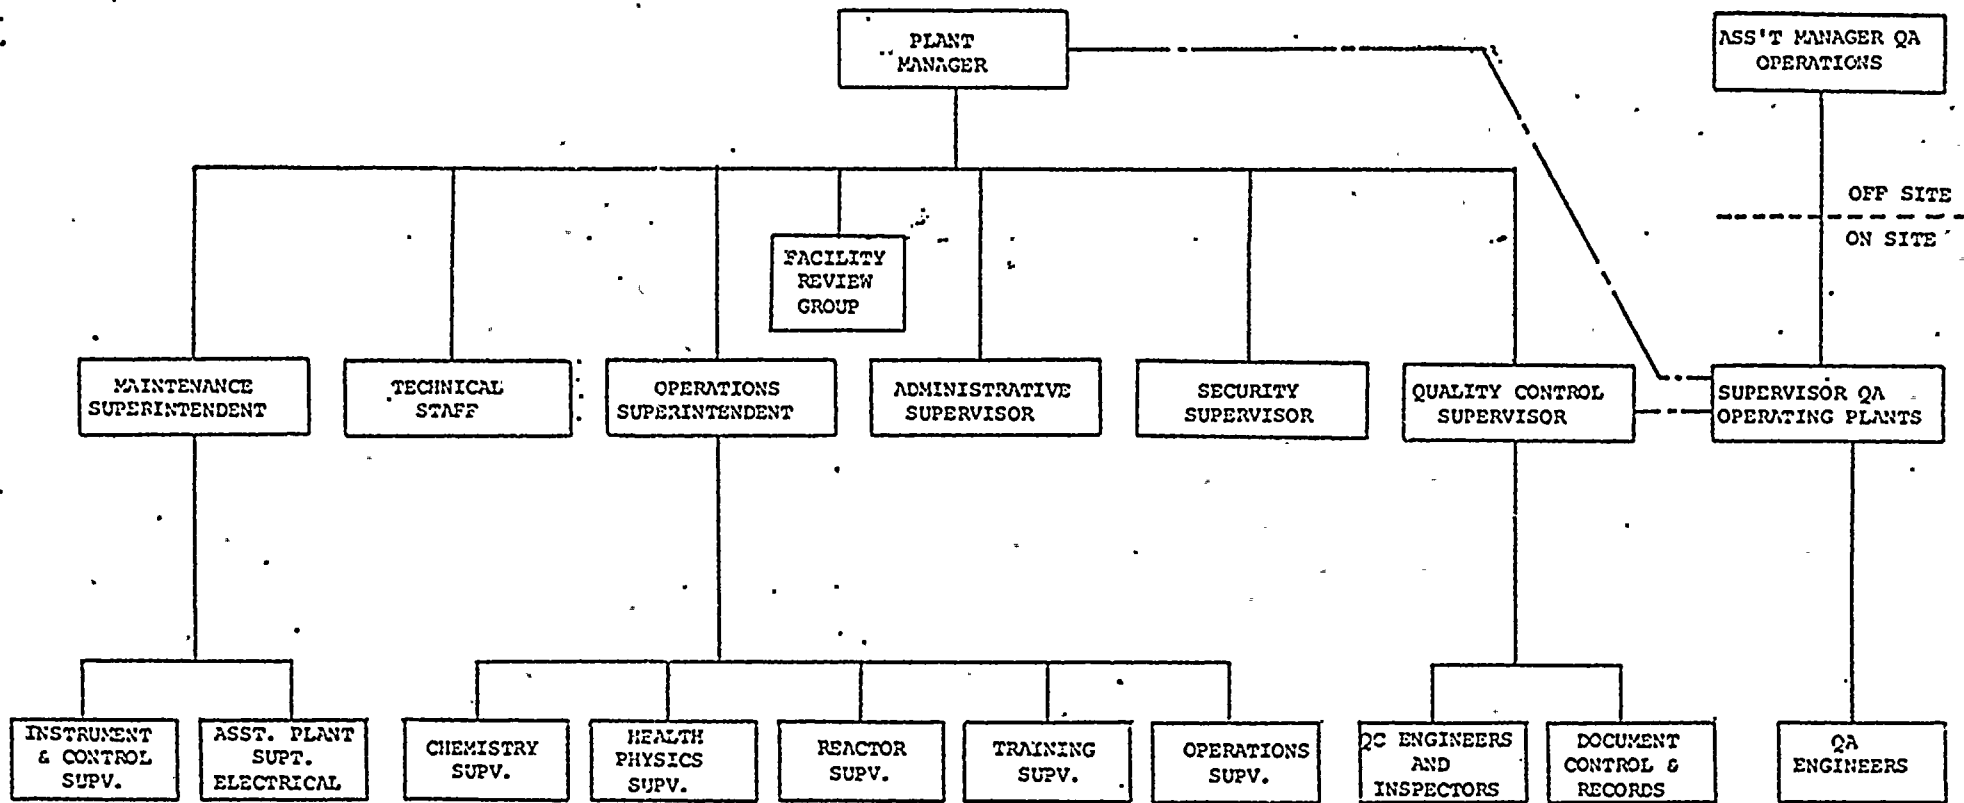 PLANT
MANAGER
ASS'T MANAGER QA
OPERATIONS
OFF SITE
ON SITE
FACILITY
REVIEW
GROUP
MAINTENANCE
SUPERINTENDENT
TECHNICAL
STAFF
OPERATIONS
SUPERINTENDENT
ADMINISTRATIVE
SUPERVISOR
SECURITY
SUPERVISOR
QUALITY CONTROL
SUPERVISOR
SUPERVISOR QA
OPERATING PLANTS
INSTRUMENT
& CONTROL
SUPV.
ASST. PLANT
SUPT.
ELECTRICAL
CHEMISTRY
SUPV.
HEALTH
PHYSICS
SUPV.
REACTOR
SUPV.
TRAINING
SUPV.
OPERATIONS
SUPV.
QC ENGINEERS
AND
INSPECTORS
DOCUMENT
CONTROL &
RECORDS
QA
ENGINEERS